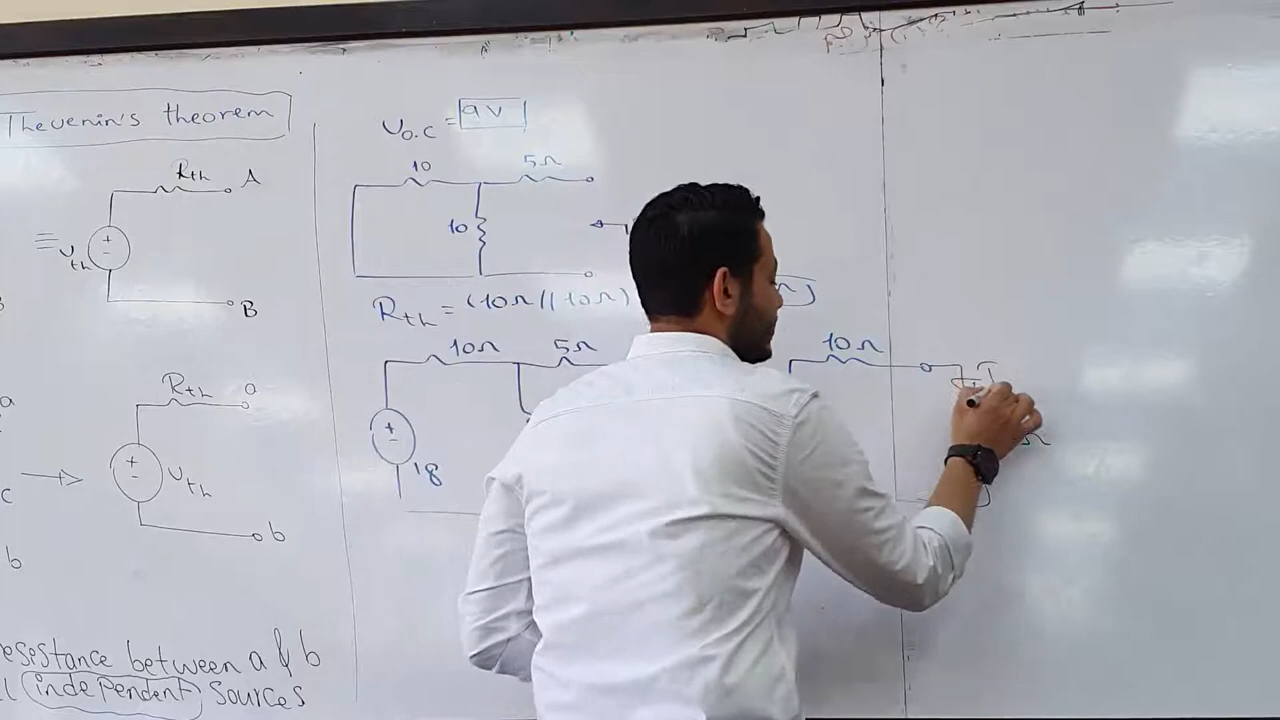 Thevenin's theorem
Rth
A
≡
+
-
Vth
B
a
Rth
a
c
+
-
Vth
b
b
resistance between a & b
independent sources
Vo.c = 9V
10
5Ω
10
Rth = (10Ω//10Ω)
10Ω
5Ω
+
-
18
10Ω